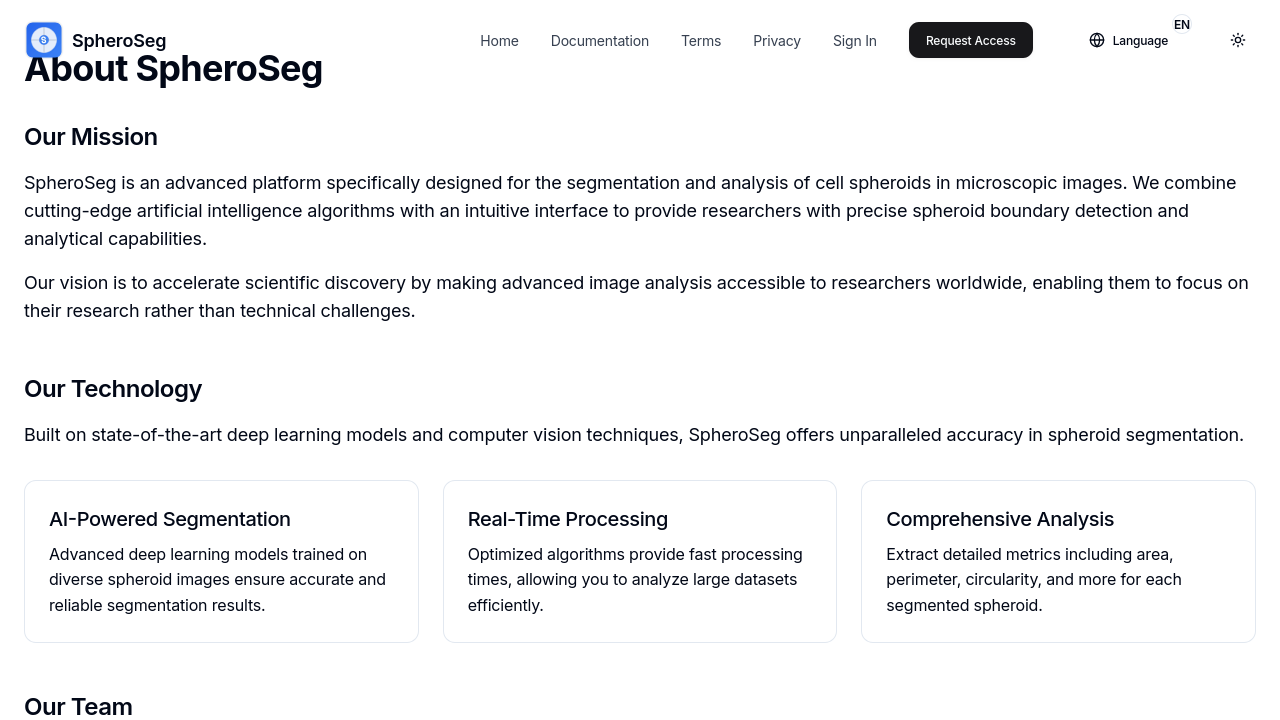 SpheroSeg
Home
Documentation
Terms
Privacy
Sign In
Request Access
Language
EN
About SpheroSeg
Our Mission
SpheroSeg is an advanced platform specifically designed for the segmentation and analysis of cell spheroids in microscopic images. We combine
cutting-edge artificial intelligence algorithms with an intuitive interface to provide researchers with precise spheroid boundary detection and
analytical capabilities.
Our vision is to accelerate scientific discovery by making advanced image analysis accessible to researchers worldwide, enabling them to focus on
their research rather than technical challenges.
Our Technology
Built on state-of-the-art deep learning models and computer vision techniques, SpheroSeg offers unparalleled accuracy in spheroid segmentation.
AI-Powered Segmentation
Advanced deep learning models trained on
diverse spheroid images ensure accurate and
reliable segmentation results.
Real-Time Processing
Optimized algorithms provide fast processing
times, allowing you to analyze large datasets
efficiently.
Comprehensive Analysis
Extract detailed metrics including area,
perimeter, circularity, and more for each
segmented spheroid.
Our Team